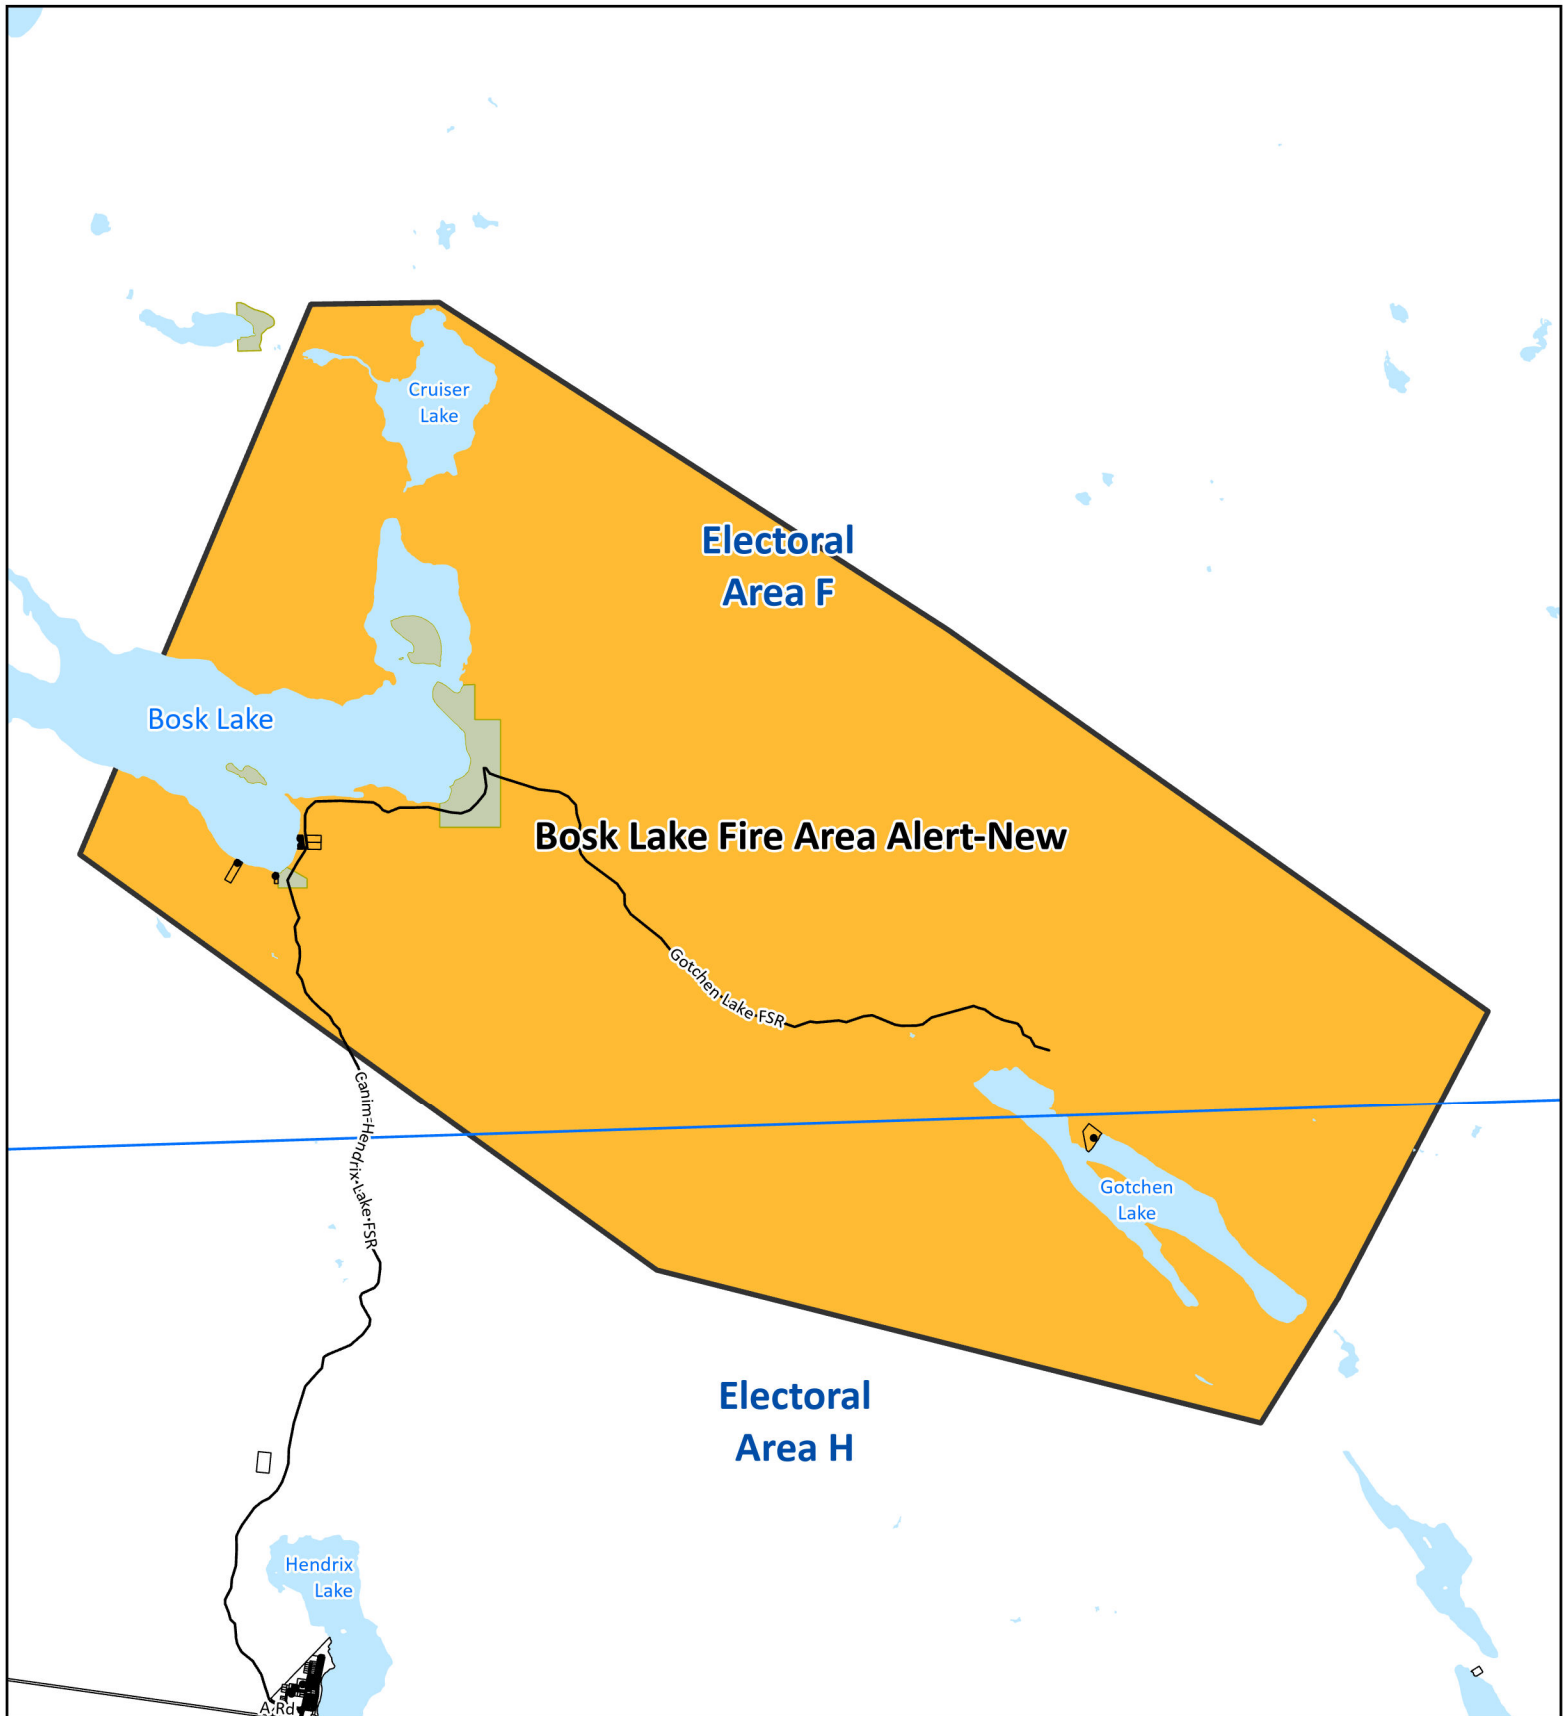 Cruiser
Lake
Electoral
Area F
Bosk Lake
Bosk Lake Fire Area Alert-New
Gotchen Lake FSR
Canim-Hendrix Lake FSR
Gotchen
Lake
Electoral
Area H
Hendrix
Lake
A Rd